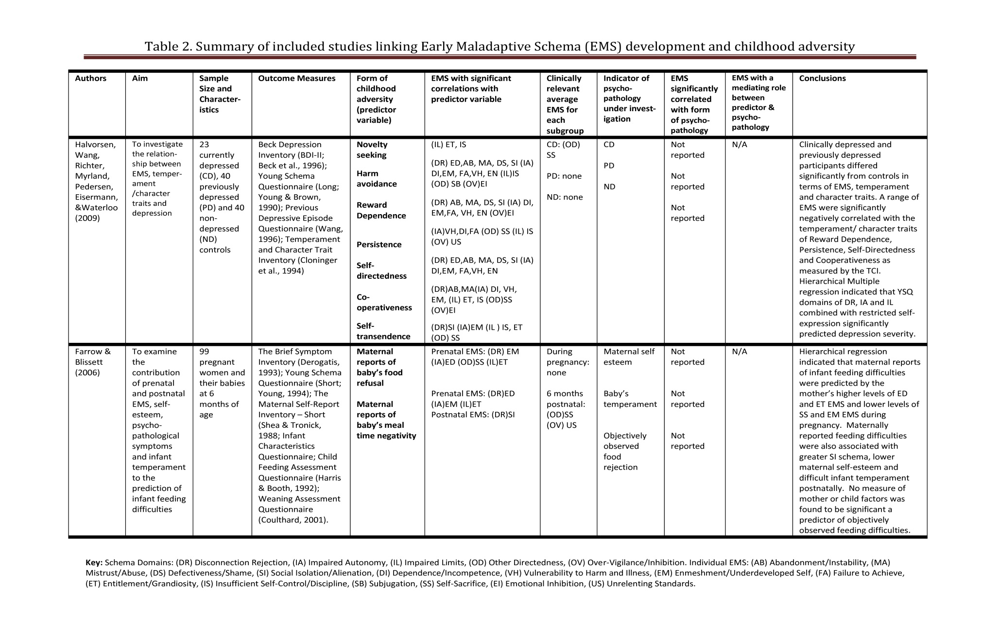 Table 2. Summary of included studies linking Early Maladaptive Schema (EMS) development and childhood adversity
Authors
Aim
Sample
Size and
Character-
istics
Outcome Measures
Form of
childhood
adversity
(predictor
variable)
EMS with significant
correlations with
predictor variable
Clinically
relevant
average
EMS for
each
subgroup
Indicator of
psycho-
pathology
under invest-
igation
EMS
significantly
correlated
with form
of psycho-
pathology
EMS with a
mediating role
between
predictor &
psycho-
pathology
Conclusions
Halvorsen,
Wang,
Richter,
Myrland,
Pedersen,
Eisermann,
&Waterloo
(2009)
To investigate
the relation-
ship between
EMS, temper-
ament
/character
traits and
depression
23
currently
depressed
(CD), 40
previously
depressed
(PD) and 40
non-
depressed
(ND)
controls
Beck Depression
Inventory (BDI-II;
Beck et al., 1996);
Young Schema
Questionnaire (Long;
Young & Brown,
1990); Previous
Depressive Episode
Questionnaire (Wang,
1996); Temperament
and Character Trait
Inventory (Cloninger
et al., 1994)
Novelty
seeking
Harm
avoidance
Reward
Dependence
Persistence
Self-
directedness
Co-
operativeness
Self-
transendence
(IL) ET, IS
(DR) ED,AB, MA, DS, SI (IA)
DI,EM, FA,VH, EN (IL)IS
(OD) SB (OV)EI
(DR) AB, MA, DS, SI (IA) DI,
EM,FA, VH, EN (OV)EI
(IA)VH,DI,FA (OD) SS (IL) IS
(OV) US
(DR) ED,AB, MA, DS, SI (IA)
DI,EM, FA,VH, EN
(DR)AB,MA(IA) DI, VH,
EM, (IL) ET, IS (OD)SS
(OV)EI
(DR)SI (IA)EM (IL ) IS, ET
(OD) SS
CD: (OD)
SS
PD: none
ND: none
CD
PD
ND
Not
reported
Not
reported
Not
reported
N/A
Clinically depressed and
previously depressed
participants differed
significantly from controls in
terms of EMS, temperament
and character traits. A range of
EMS were significantly
negatively correlated with the
temperament/ character traits
of Reward Dependence,
Persistence, Self-Directedness
and Cooperativeness as
measured by the TCI.
Hierarchical Multiple
regression indicated that YSQ
domains of DR, IA and IL
combined with restricted self-
expression significantly
predicted depression severity.
Farrow &
Blissett
(2006)
To examine
the
contribution
of prenatal
and postnatal
EMS, self-
esteem,
psycho-
pathological
symptoms
and infant
temperament
to the
prediction of
infant feeding
difficulties
99
pregnant
women and
their babies
at 6
months of
age
The Brief Symptom
Inventory (Derogatis,
1993); Young Schema
Questionnaire (Short;
Young, 1994); The
Maternal Self-Report
Inventory – Short
(Shea & Tronick,
1988; Infant
Characteristics
Questionnaire; Child
Feeding Assessment
Questionnaire (Harris
& Booth, 1992);
Weaning Assessment
Questionnaire
(Coulthard, 2001).
Maternal
reports of
baby’s food
refusal
Maternal
reports of
baby’s meal
time negativity
Prenatal EMS: (DR) EM
(IA)ED (OD)SS (IL)ET
Prenatal EMS: (DR)ED
(IA)EM (IL)ET
Postnatal EMS: (DR)SI
During
pregnancy:
none
6 months
postnatal:
(OD)SS
(OV) US
Maternal self
esteem
Baby’s
temperament
Objectively
observed
food
rejection
Not
reported
Not
reported
Not
reported
N/A
Hierarchical regression
indicated that maternal reports
of infant feeding difficulties
were predicted by the
mother’s higher levels of ED
and ET EMS and lower levels of
SS and EM EMS during
pregnancy.  Maternally
reported feeding difficulties
were also associated with
greater SI schema, lower
maternal self-esteem and
difficult infant temperament
postnatally.  No measure of
mother or child factors was
found to be significant a
predictor of objectively
observed feeding difficulties.
Key: Schema Domains: (DR) Disconnection Rejection, (IA) Impaired Autonomy, (IL) Impaired Limits, (OD) Other Directedness, (OV) Over-Vigilance/Inhibition. Individual EMS: (AB) Abandonment/Instability, (MA)
Mistrust/Abuse, (DS) Defectiveness/Shame, (SI) Social Isolation/Alienation, (DI) Dependence/Incompetence, (VH) Vulnerability to Harm and Illness, (EM) Enmeshment/Underdeveloped Self, (FA) Failure to Achieve,
(ET) Entitlement/Grandiosity, (IS) Insufficient Self-Control/Discipline, (SB) Subjugation, (SS) Self-Sacrifice, (EI) Emotional Inhibition, (US) Unrelenting Standards.